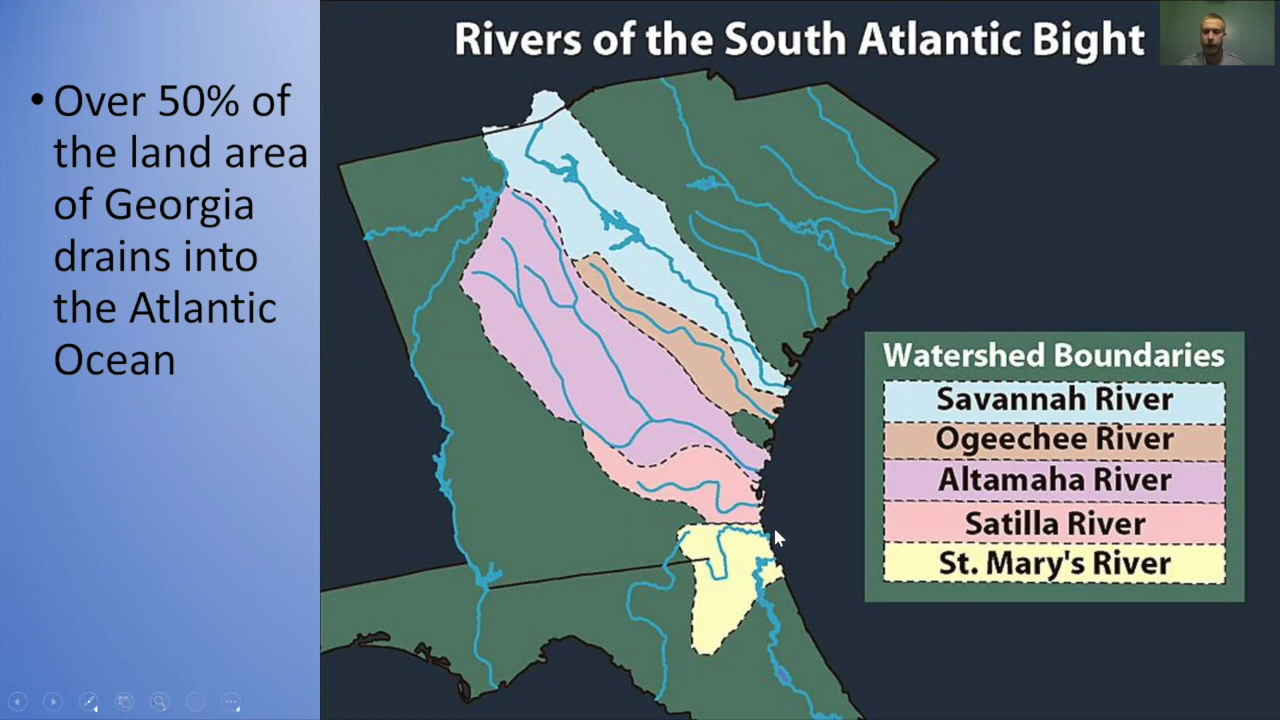 Rivers of the South Atlantic Bight
• Over 50% of
the land area
of Georgia
drains into
the Atlantic
Ocean
Watershed Boundaries
Savannah River
Ogeechee River
Altamaha River
Satilla River
St. Mary's River